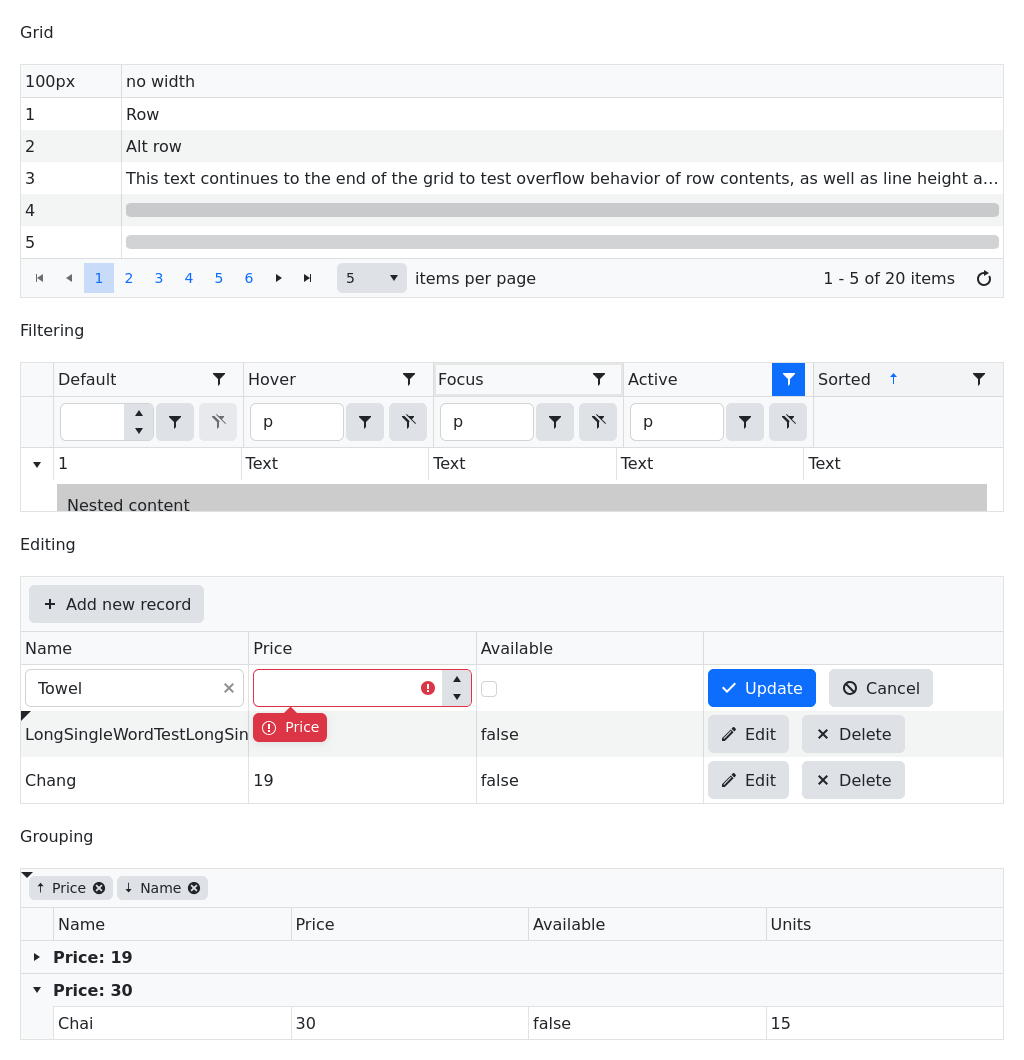 Grid
100px no width
1 Row
2 Alt row
3 This text continues to the end of the grid to test overflow behavior of row contents, as well as line height a...
4
5
1 2 3 4 5 6 5 items per page 1 - 5 of 20 items
Filtering
Default Hover Focus Active Sorted
p p p
1 Text Text Text Text
Nested content
Editing
Add new record
Name Price Available
Towel Update Cancel
Price
LongSingleWordTestLongSin false Edit Delete
Chang 19 false Edit Delete
Grouping
Price Name
Name Price Available Units
Price: 19
Price: 30
Chai 30 false 15